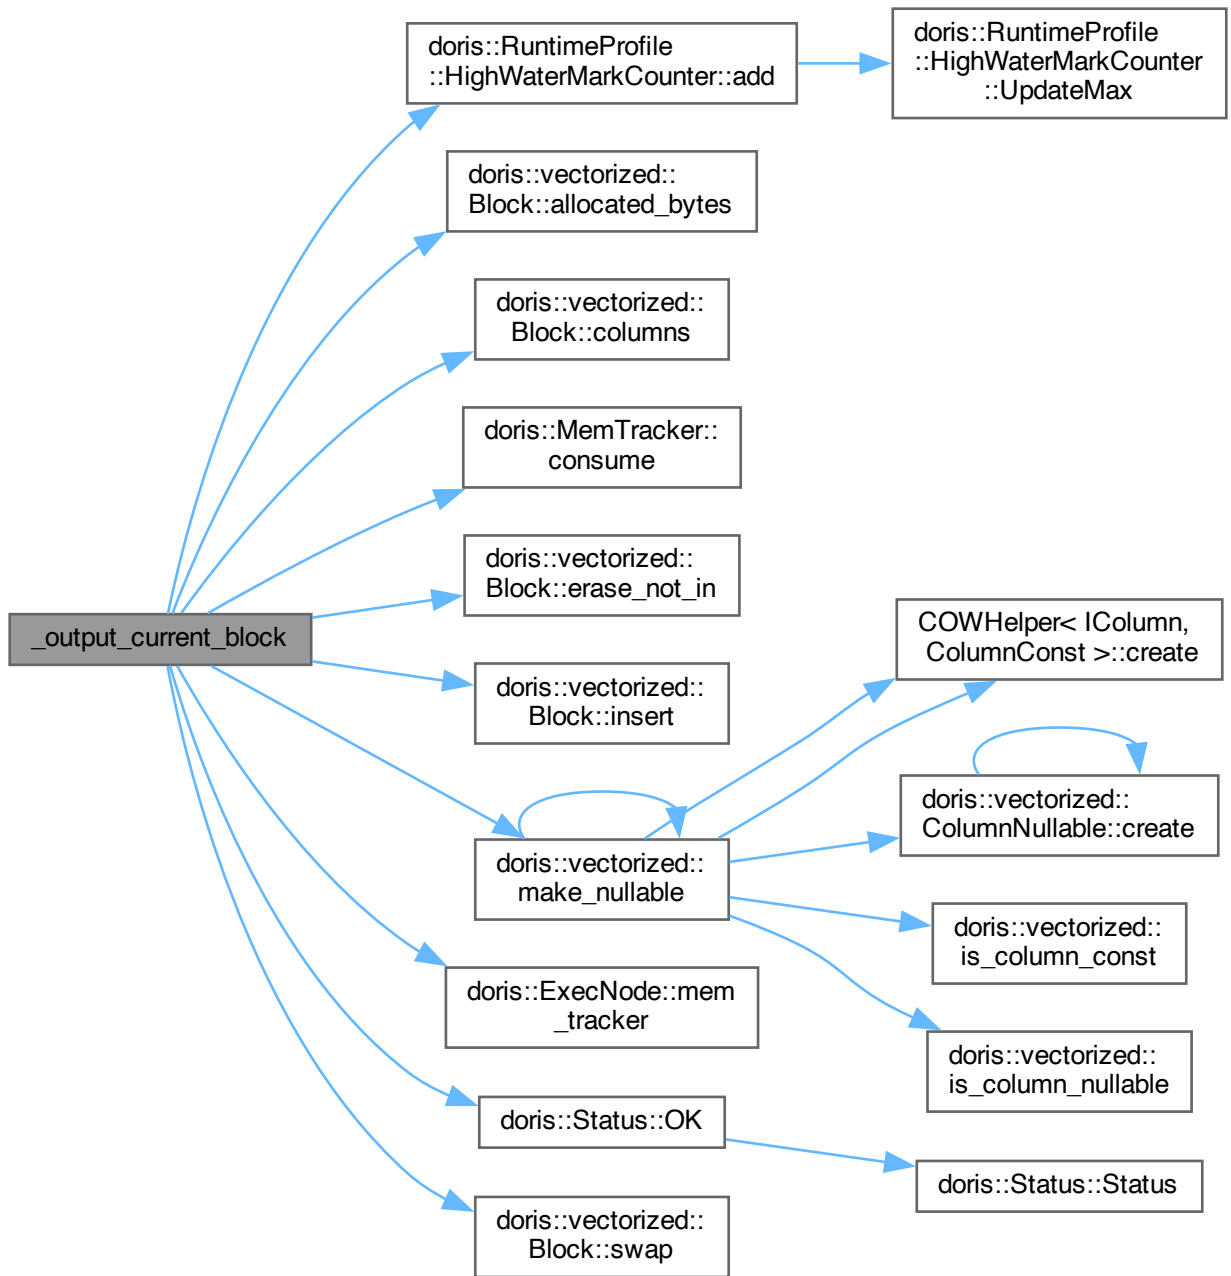 _output_current_block
doris::RuntimeProfile
::HighWaterMarkCounter::add
doris::RuntimeProfile
::HighWaterMarkCounter
::UpdateMax
doris::vectorized::
Block::allocated_bytes
doris::vectorized::
Block::columns
doris::MemTracker::
consume
doris::vectorized::
Block::erase_not_in
doris::vectorized::
Block::insert
doris::vectorized::
make_nullable
COWHelper< IColumn,
ColumnConst >::create
doris::vectorized::
ColumnNullable::create
doris::vectorized::
is_column_const
doris::vectorized::
is_column_nullable
doris::ExecNode::mem
_tracker
doris::Status::OK
doris::Status::Status
doris::vectorized::
Block::swap